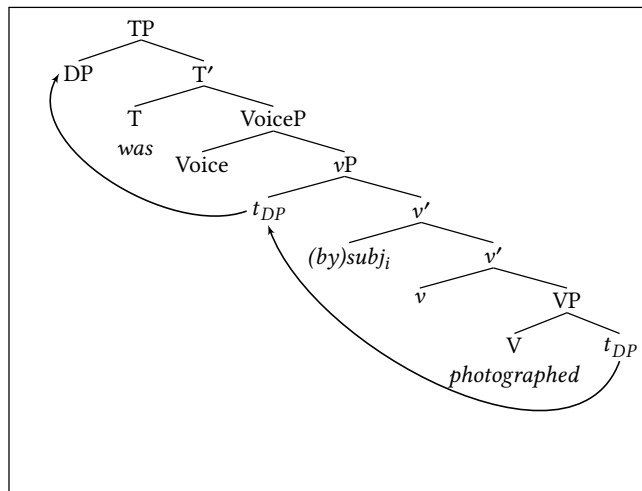 TP
DP T′
T VoiceP
was
Voice vP
t_DP v′
(by)subj_i v′
v VP
V t_DP
photographed